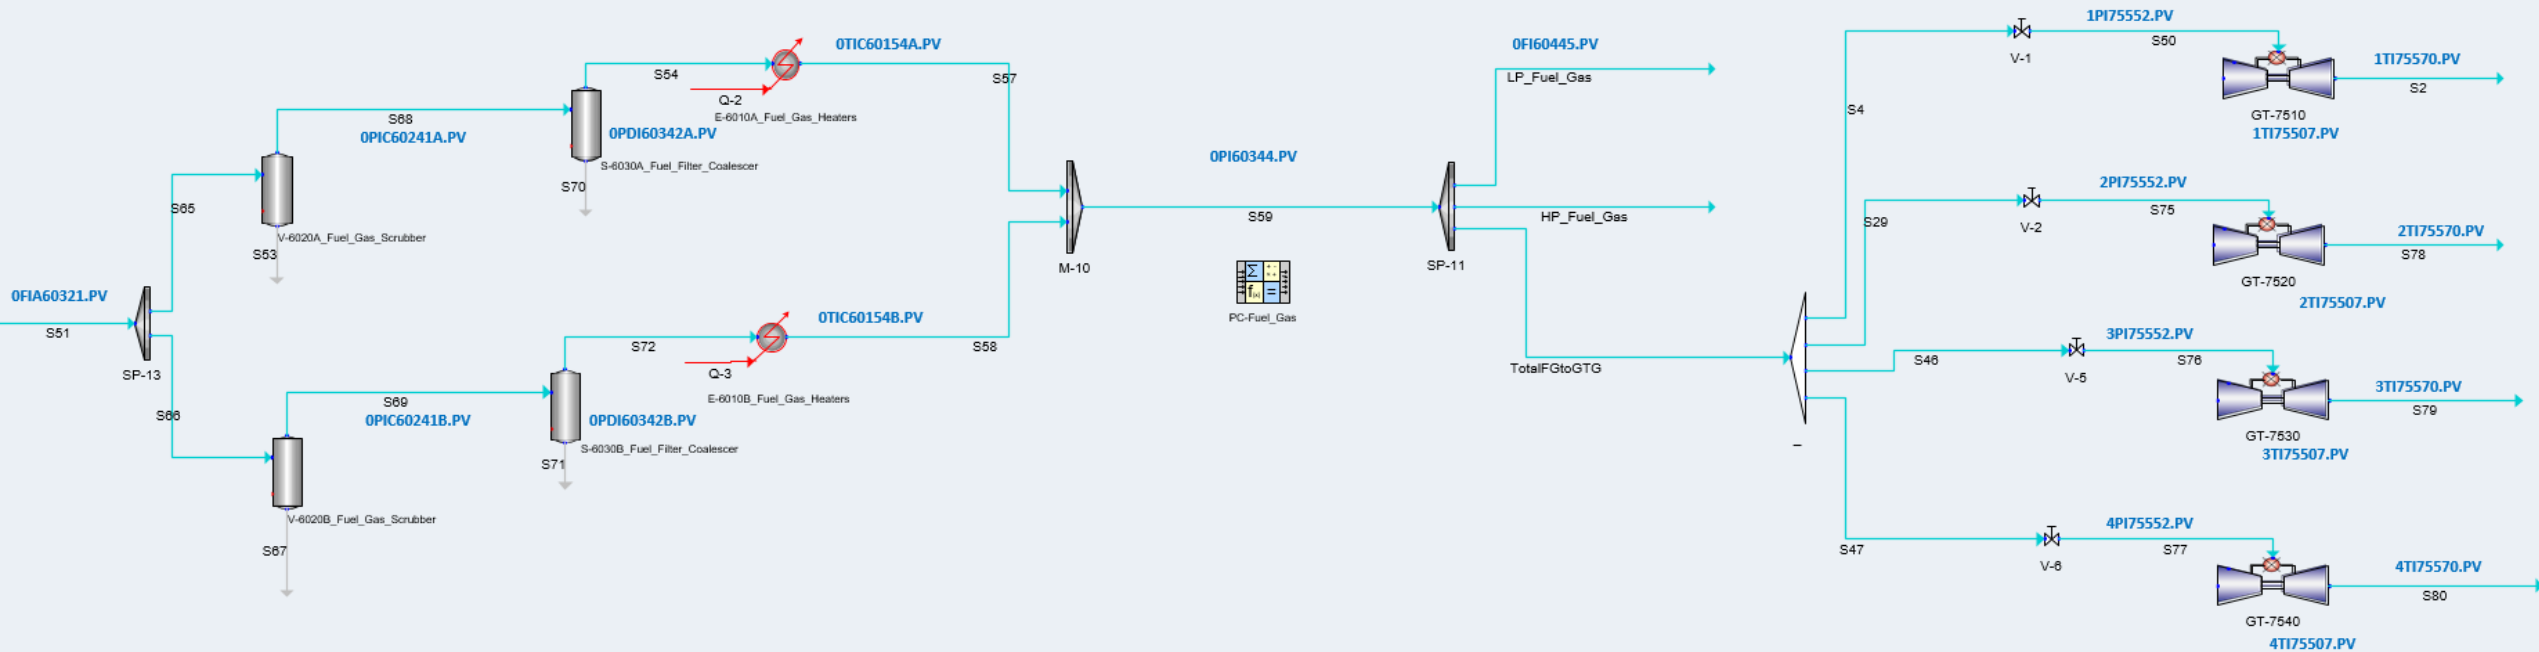 0FIA60321.PV
S51
SP-13
S65
S66
V-6020A_Fuel_Gas_Scrubber
S53
S68
0PIC60241A.PV
V-6020B_Fuel_Gas_Scrubber
S67
S69
0PIC60241B.PV
S54
Q-2
E-6010A_Fuel_Gas_Heaters
0TIC60154A.PV
0PDI60342A.PV
S-6030A_Fuel_Filter_Coalescer
S70
S57
S72
Q-3
E-6010B_Fuel_Gas_Heaters
0TIC60154B.PV
0PDI60342B.PV
S-6030B_Fuel_Filter_Coalescer
S71
S58
M-10
0PI60344.PV
S59
Σ
f(x)
=
PC-Fuel_Gas
SP-11
0FI60445.PV
LP_Fuel_Gas
HP_Fuel_Gas
TotalFGtoGTG
S4
S29
S46
S47
V-1
1PI75552.PV
S50
1TI75570.PV
S2
GT-7510
1TI75507.PV
V-2
2PI75552.PV
S75
2TI75570.PV
S78
GT-7520
2TI75507.PV
V-5
3PI75552.PV
S76
3TI75570.PV
S79
GT-7530
3TI75507.PV
V-6
4PI75552.PV
S77
4TI75570.PV
S80
GT-7540
4TI75507.PV